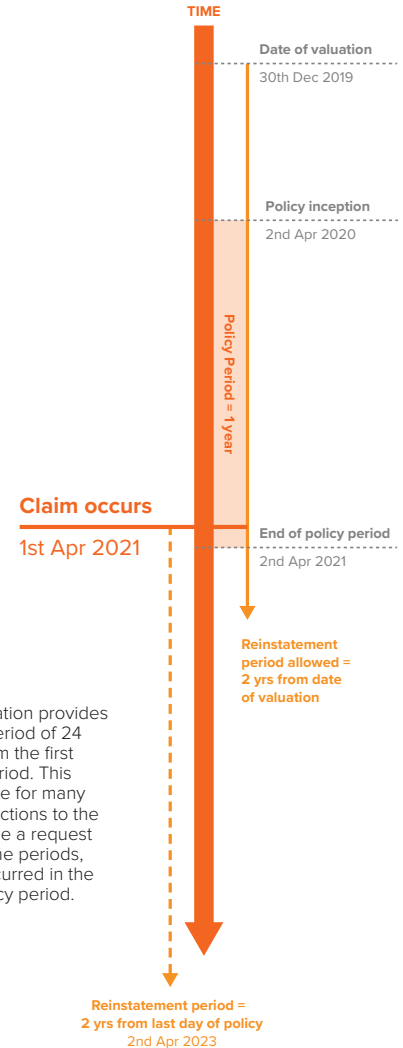 TIME
Date of valuation
30th Dec 2019
Policy inception
2nd Apr 2020
Policy Period = 1 year
Claim occurs
1st Apr 2021
End of policy period
2nd Apr 2021
Reinstatement
period allowed =
2 yrs from date
of valuation
ation provides
eriod of 24
m the first
riod. This
e for many
ctions to the
e a request
ne periods,
curred in the
cy period.
Reinstatement period =
2 yrs from last day of policy
2nd Apr 2023